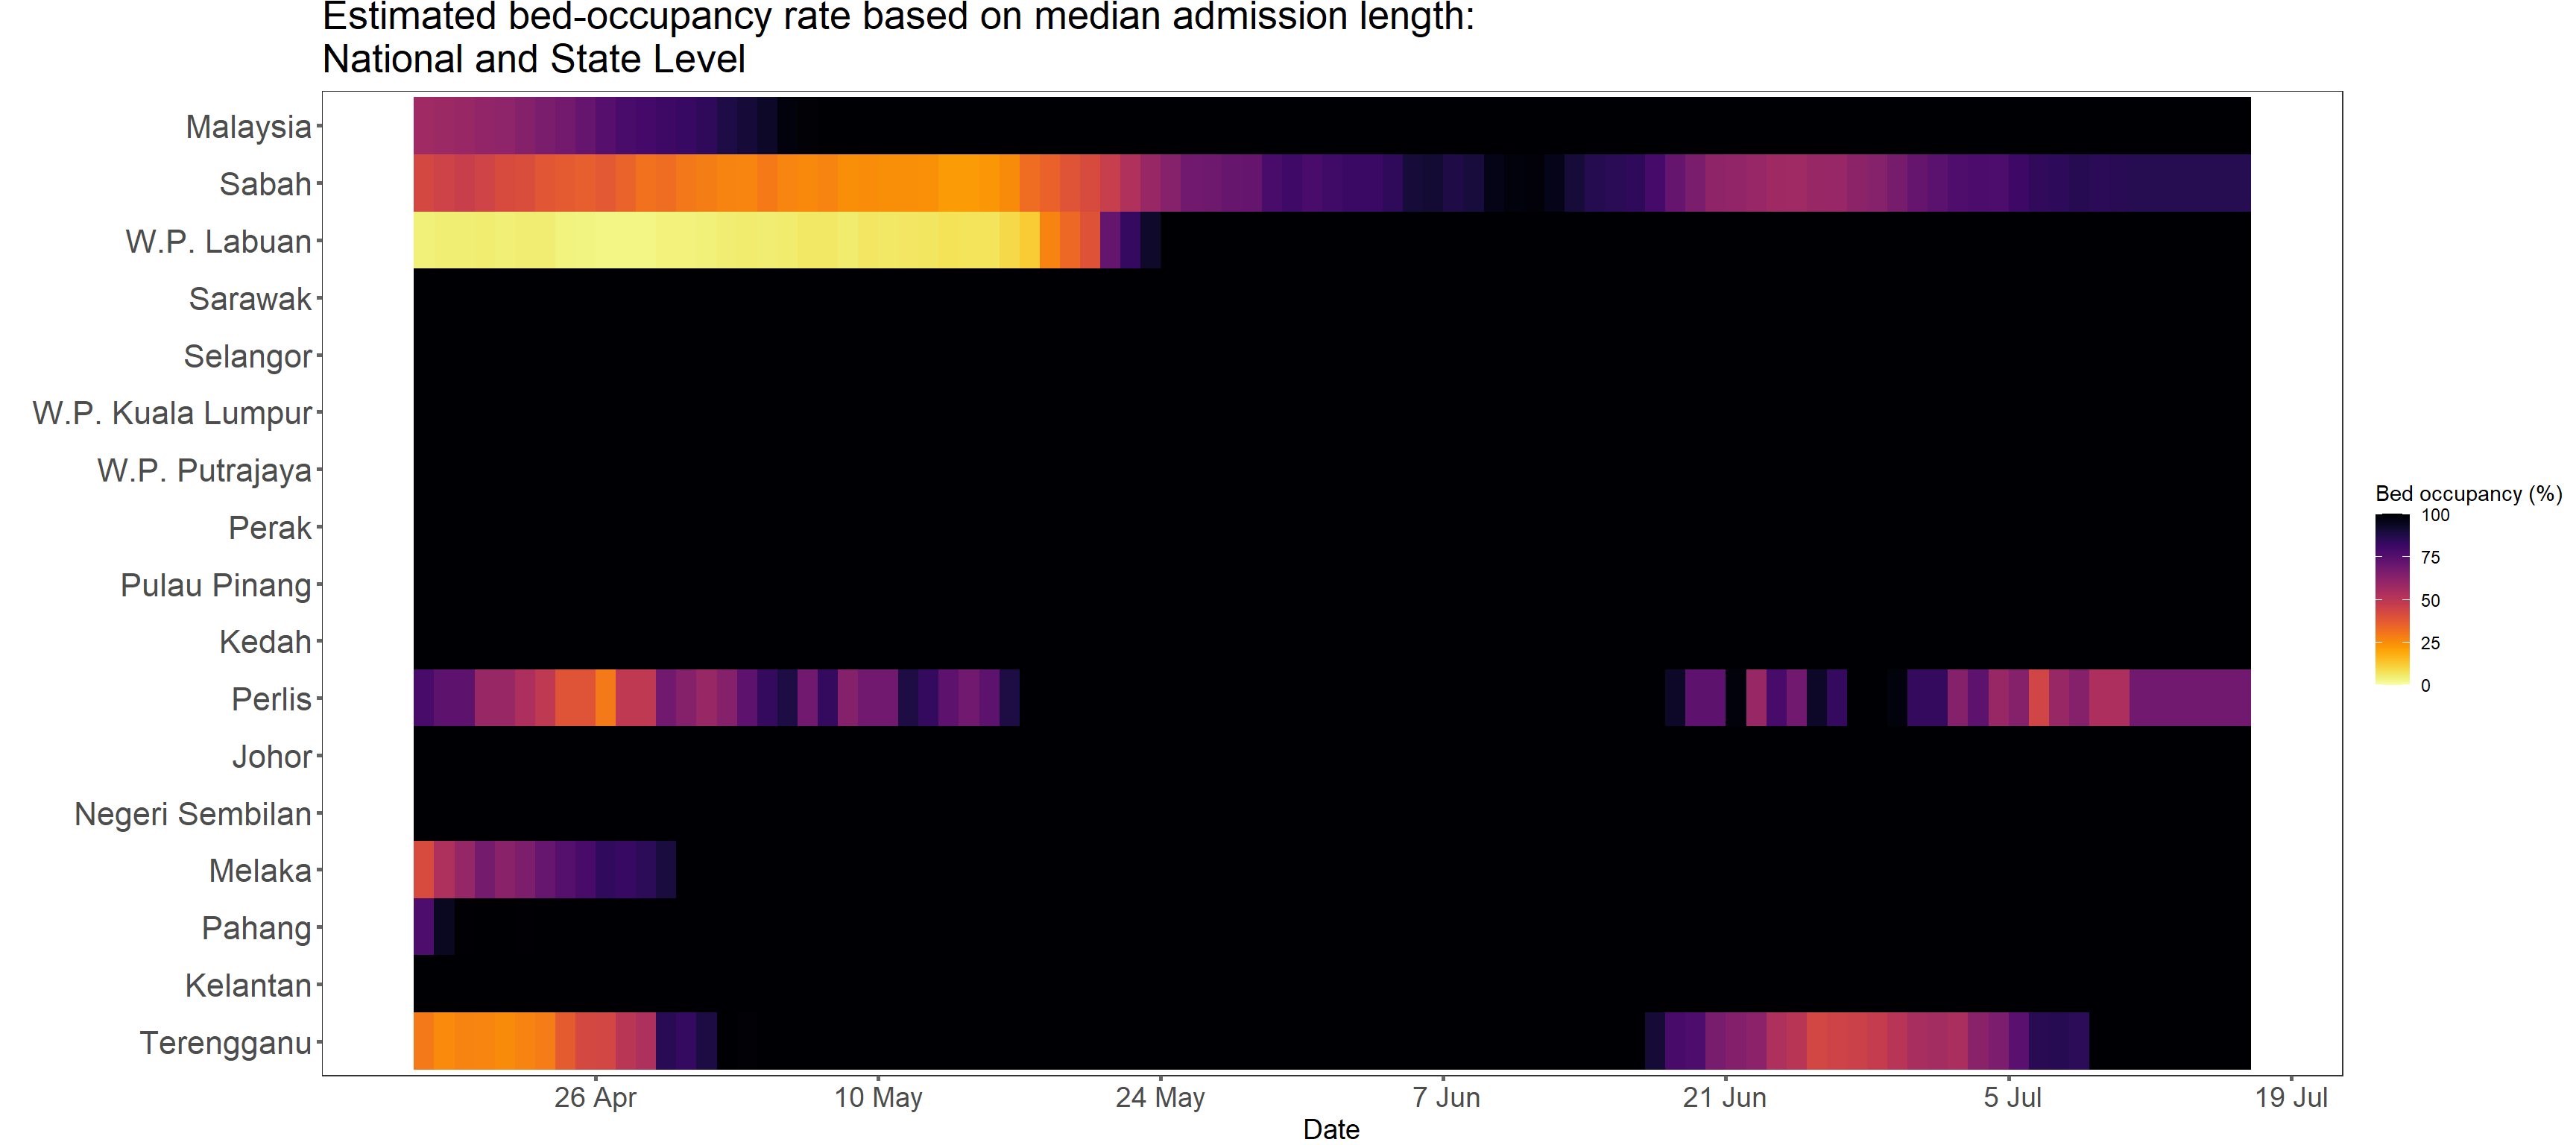 Estimated bed-occupancy rate based on median admission length:
National and State Level
Malaysia
Sabah
W.P. Labuan
Sarawak
Selangor
W.P. Kuala Lumpur
W.P. Putrajaya
Perak
Pulau Pinang
Kedah
Perlis
Johor
Negeri Sembilan
Melaka
Pahang
Kelantan
Terengganu
26 Apr
10 May
24 May
7 Jun
21 Jun
5 Jul
19 Jul
Date
Bed occupancy (%)
100
75
50
25
0